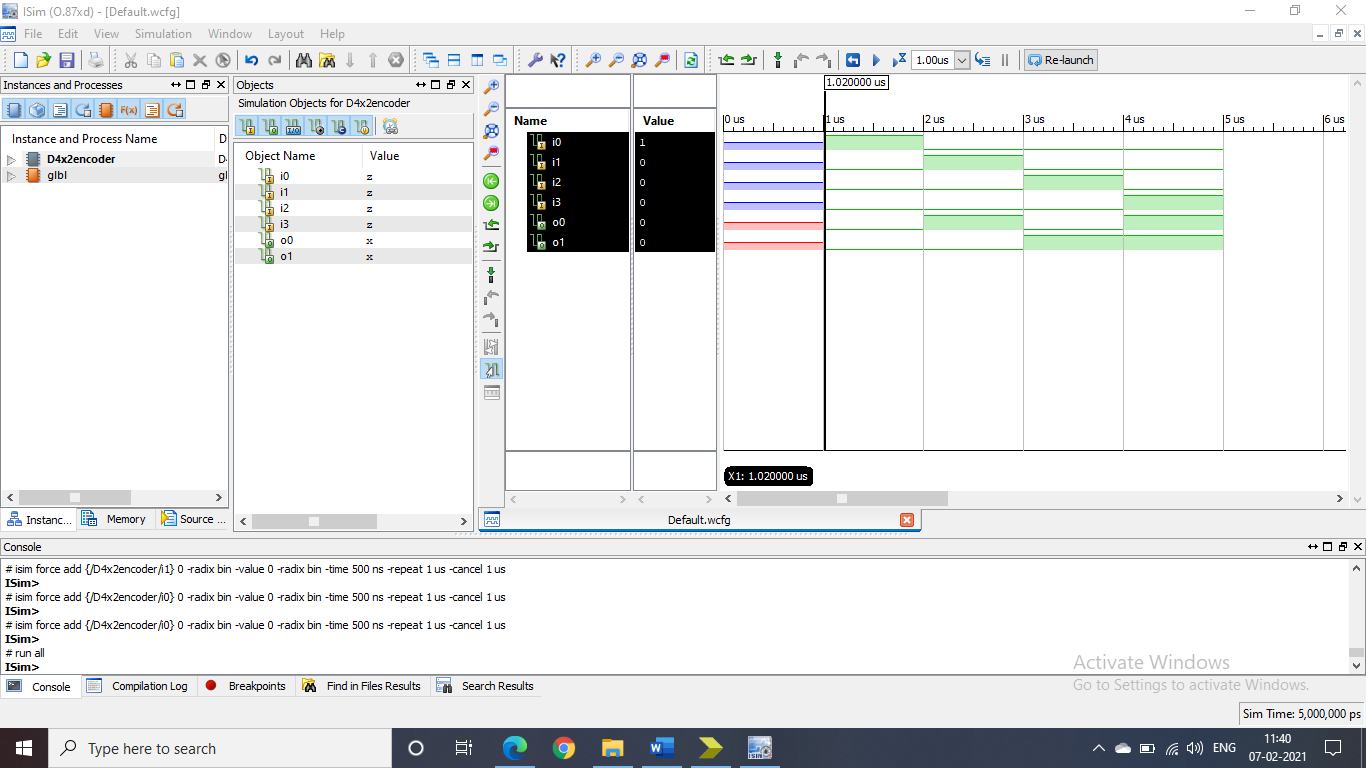 ISim (O.87xd) - [Default.wcfg]
File Edit View Simulation Window Layout Help
1.00us Re-launch
Instances and Processes
Instance and Process Name D
D4x2encoder D4
glbl gl
Instanc... Memory Source ...
Objects
Simulation Objects for D4x2encoder
Object Name Value
i0 z
i1 z
i2 z
i3 z
o0 x
o1 x
Name Value
i0 1
i1 0
i2 0
i3 0
o0 0
o1 0
1.020000 us
0 us 1 us 2 us 3 us 4 us 5 us 6 us
X1: 1.020000 us
Default.wcfg
Console
# isim force add {/D4x2encoder/i1} 0 -radix bin -value 0 -radix bin -time 500 ns -repeat 1 us -cancel 1 us
ISim>
# isim force add {/D4x2encoder/i0} 0 -radix bin -value 0 -radix bin -time 500 ns -repeat 1 us -cancel 1 us
ISim>
# isim force add {/D4x2encoder/i0} 0 -radix bin -value 0 -radix bin -time 500 ns -repeat 1 us -cancel 1 us
ISim>
# run all
ISim>
Activate Windows
Go to Settings to activate Windows.
Console Compilation Log Breakpoints Find in Files Results Search Results
Sim Time: 5,000,000 ps
Type here to search
ENG
11:40
07-02-2021